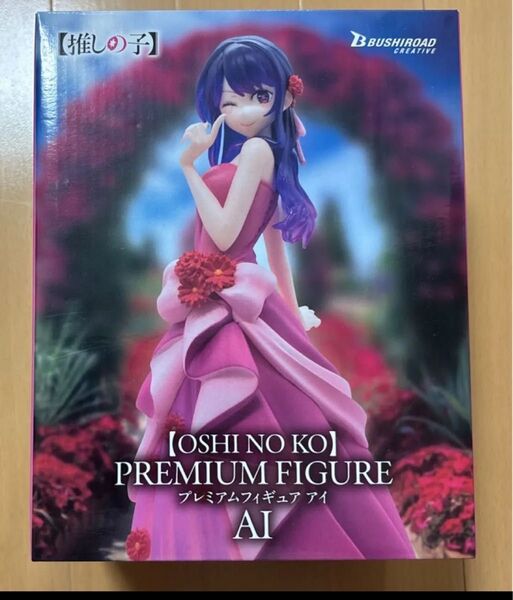 【推しの子】
BUSHIROAD
CREATIVE
【OSHI NO KO】
PREMIUM FIGURE
プレミアムフィギュア アイ
AI